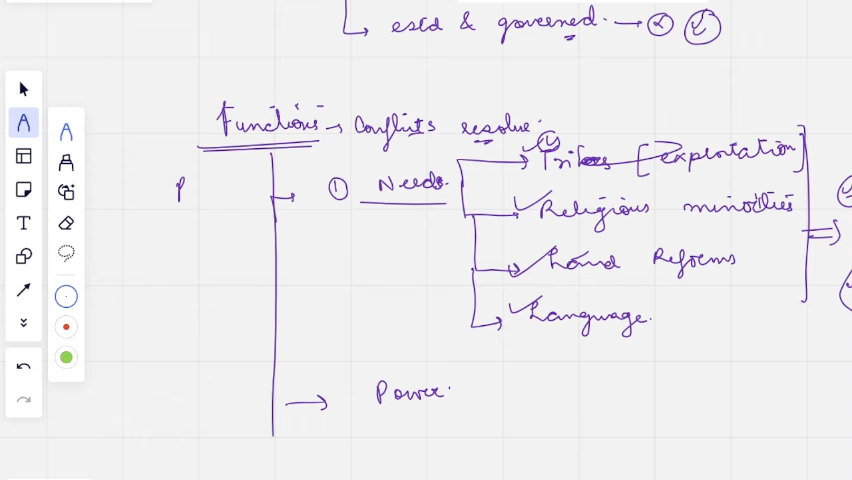 estd & governed.
Functions → Conflicts resolve.
① Needs.
Tribes [exploitation]
Religious minorities
Land Reforms
Language.
P
Power.